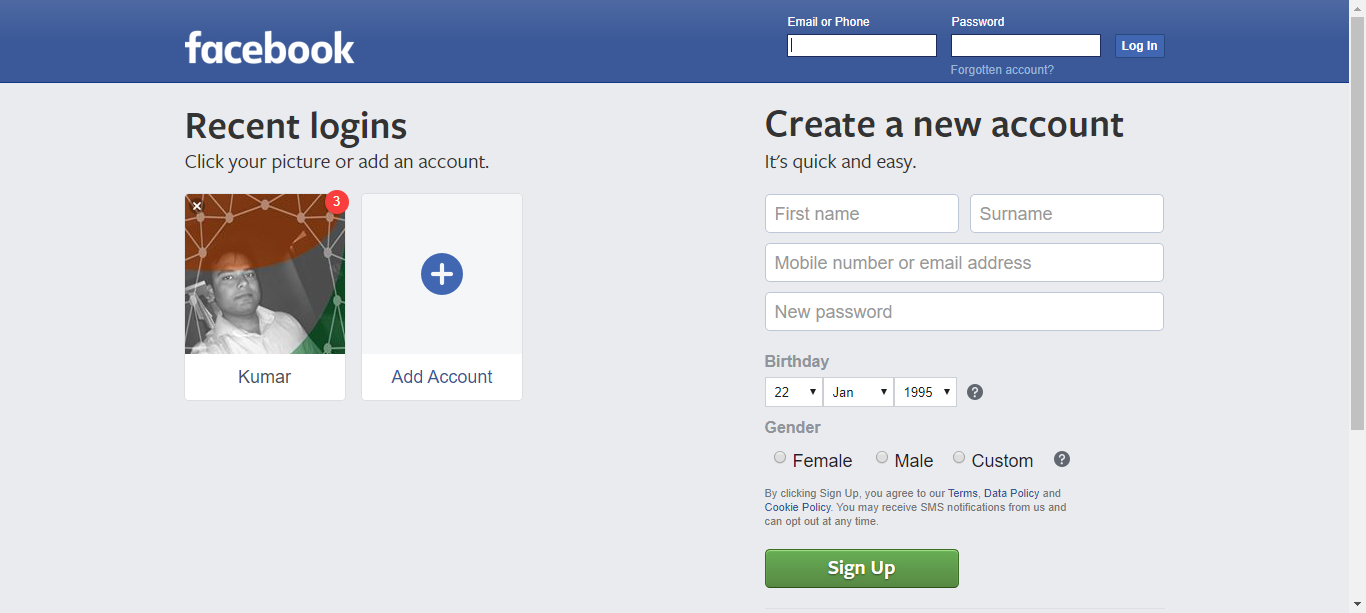 facebook
Email or Phone
Password
Log In
Forgotten account?
Recent logins
Click your picture or add an account.
3
Kumar
Add Account
Create a new account
It's quick and easy.
First name
Surname
Mobile number or email address
New password
Birthday
22 Jan 1995 ?
Gender
Female Male Custom ?
By clicking Sign Up, you agree to our Terms, Data Policy and
Cookie Policy. You may receive SMS notifications from us and
can opt out at any time.
Sign Up